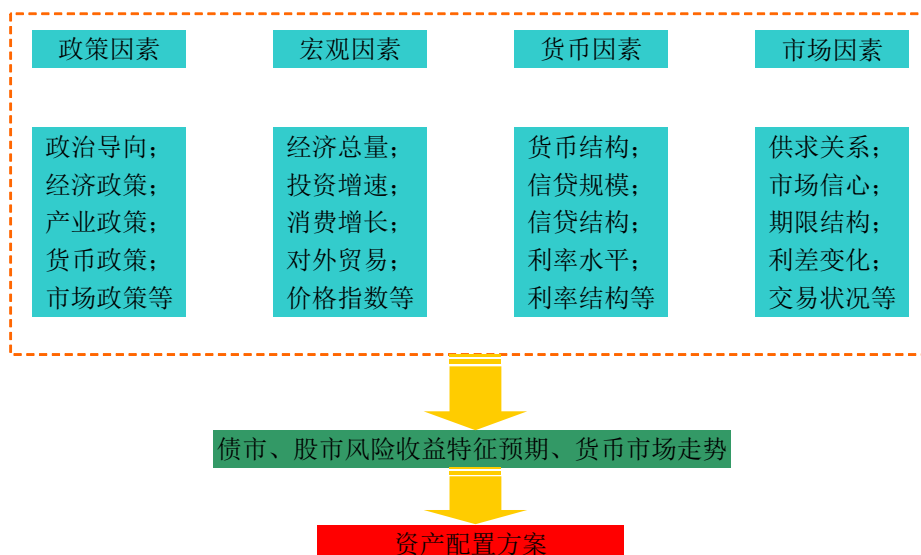 政策因素
宏观因素
货币因素
市场因素
政治导向；
经济政策；
产业政策；
货币政策；
市场政策等
经济总量；
投资增速；
消费增长；
对外贸易；
价格指数等
货币结构；
信贷规模；
信贷结构；
利率水平；
利率结构等
供求关系；
市场信心；
期限结构；
利差变化；
交易状况等
债市、股市风险收益特征预期、货币市场走势
资产配置方案